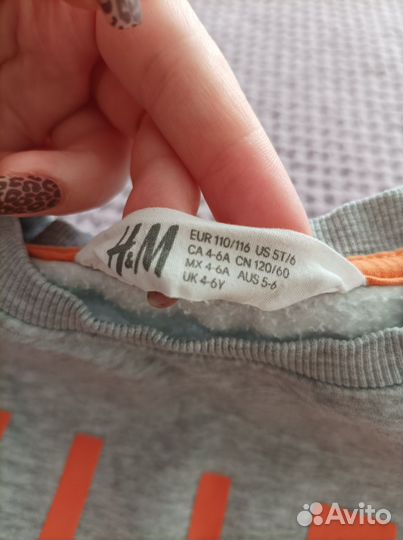 H&M
EUR 110/116 US 5T/6
CA 4-6A CN 120/60
MX 4-6A AUS 5-6
UK 4-6Y
H&M
Avito